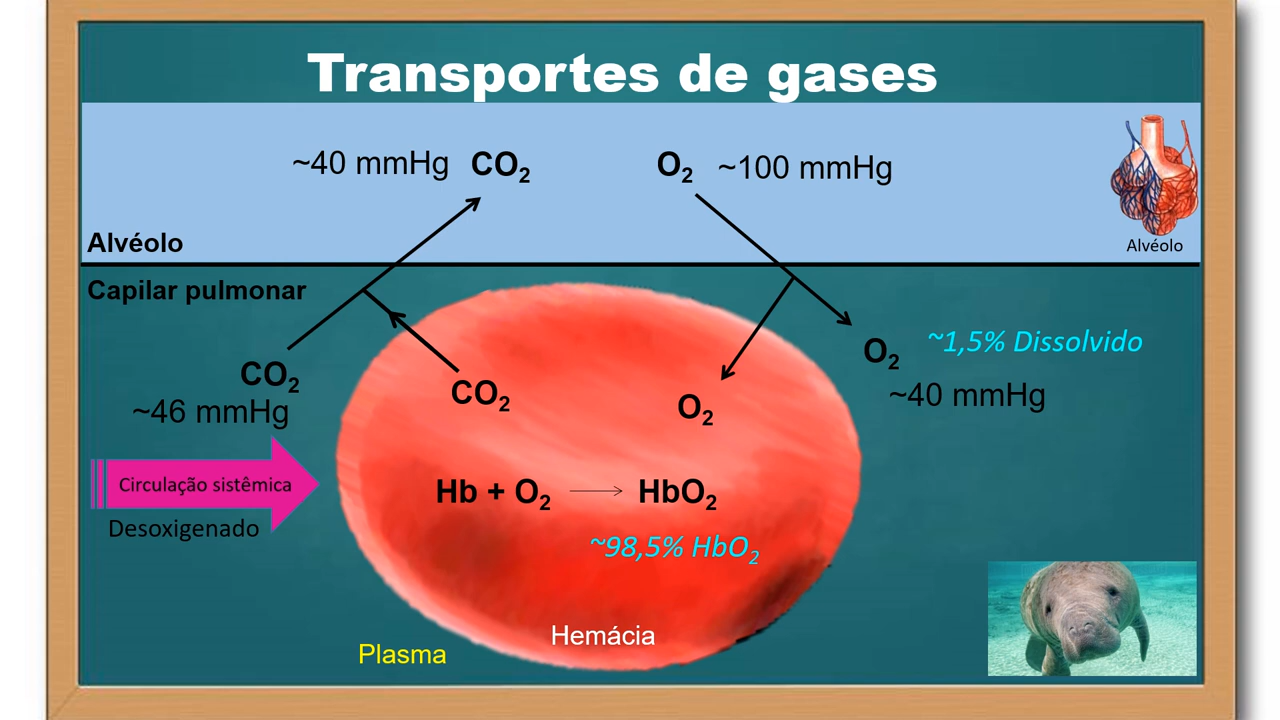 Transportes de gases
~40 mmHg CO₂
O₂ ~100 mmHg
Alvéolo
Alvéolo
Capilar pulmonar
~1,5% Dissolvido
O₂
~40 mmHg
CO₂
~46 mmHg
CO₂
O₂
Circulação sistêmica
Desoxigenado
Hb + O₂ → HbO₂
~98,5% HbO₂
Hemácia
Plasma